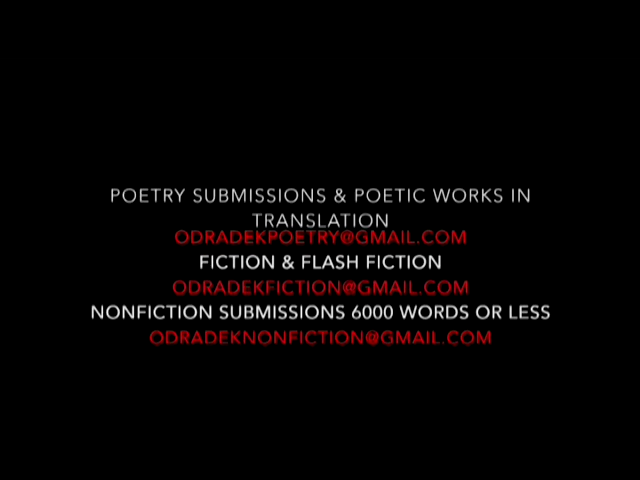 POETRY SUBMISSIONS & POETIC WORKS IN
TRANSLATION
ODRADEKPOETRY@GMAIL.COM
FICTION & FLASH FICTION
ODRADEKFICTION@GMAIL.COM
NONFICTION SUBMISSIONS 6000 WORDS OR LESS
ODRADEKNONFICTION@GMAIL.COM